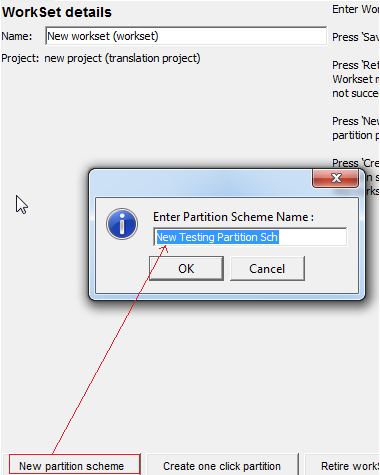 WorkSet details
Name: New workset (workset)
Project: new project (translation project)
Enter Wor
Press 'Sav
Press 'Ret
Workset m
not succe
Press 'New
partition p
Press 'Cre
Enter Partition Scheme Name :
New Testing Partition Sch
OK Cancel
New partition scheme Create one click partition Retire workS